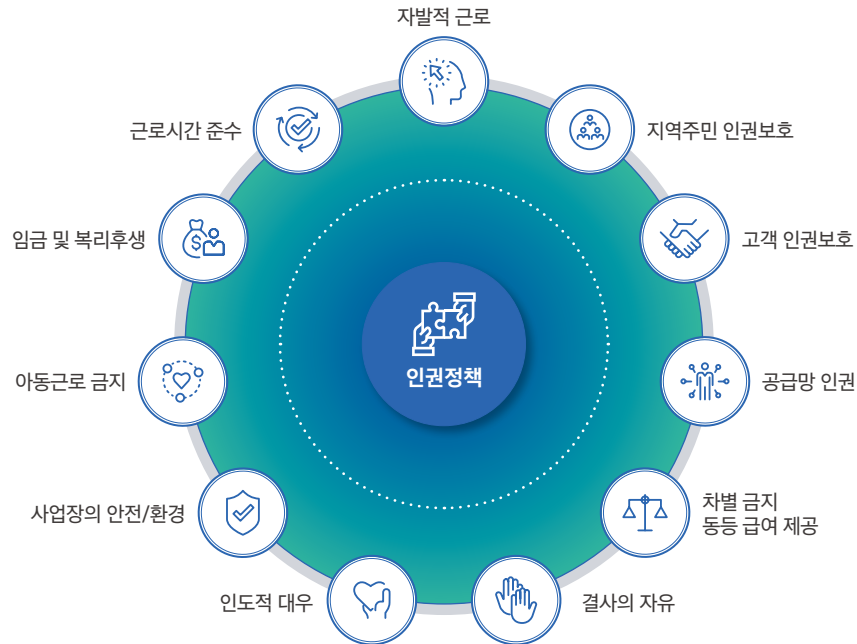 자발적 근로
근로시간 준수
지역주민 인권보호
임금 및 복리후생
고객 인권보호
인권정책
아동근로 금지
공급망 인권
사업장의 안전/환경
차별 금지
동등 급여 제공
인도적 대우
결사의 자유